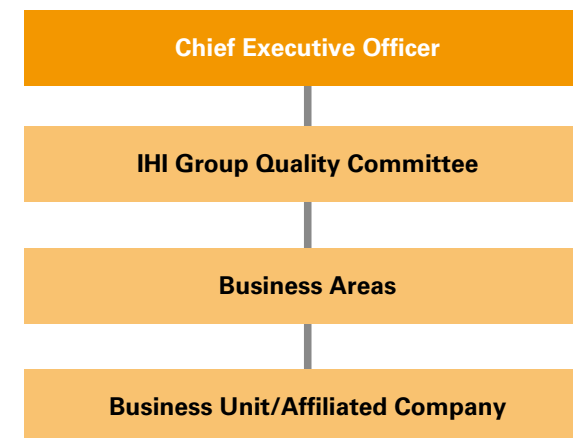 Chief Executive Officer
IHI Group Quality Committee
Business Areas
Business Unit/Affiliated Company